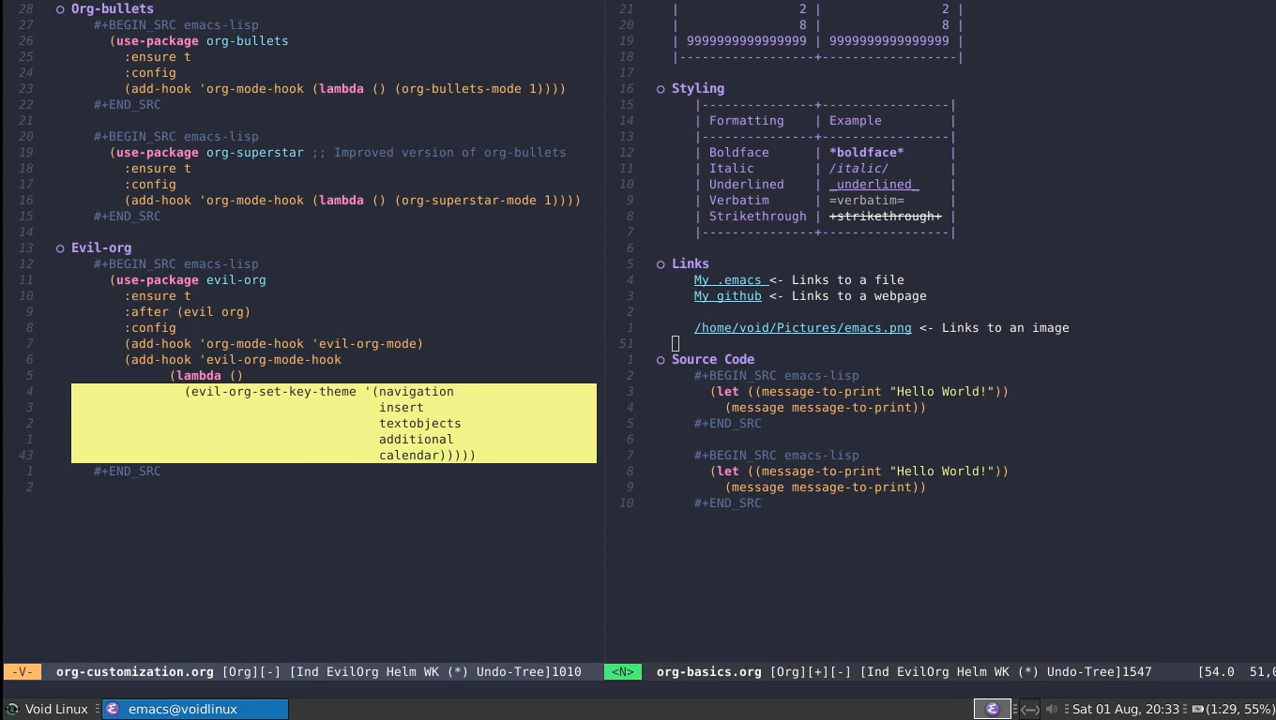 28 ○ Org-bullets
27 #+BEGIN_SRC emacs-lisp
26 (use-package org-bullets
25 :ensure t
24 :config
23 (add-hook 'org-mode-hook (lambda () (org-bullets-mode 1))))
22 #+END_SRC
21
20 #+BEGIN_SRC emacs-lisp
19 (use-package org-superstar ;; Improved version of org-bullets
18 :ensure t
17 :config
16 (add-hook 'org-mode-hook (lambda () (org-superstar-mode 1))))
15 #+END_SRC
14
13 ○ Evil-org
12 #+BEGIN_SRC emacs-lisp
11 (use-package evil-org
10 :ensure t
9 :after (evil org)
8 :config
7 (add-hook 'org-mode-hook 'evil-org-mode)
6 (add-hook 'evil-org-mode-hook
5 (lambda ()
4 (evil-org-set-key-theme '(navigation
3 insert
2 textobjects
1 additional
43 calendar)))))
1 #+END_SRC
2
-V- org-customization.org [Org][-] [Ind EvilOrg Helm WK (*) Undo-Tree]1010
21 | 2 | 2 |
20 | 8 | 8 |
19 | 9999999999999999 | 9999999999999999 |
18 |-----------------+-----------------|
17
16 ○ Styling
15 |---------------+-----------------|
14 | Formatting | Example
13 |---------------+-----------------|
12 | Boldface | *boldface* |
11 | Italic | /italic/ |
10 | Underlined | _underlined_ |
9 | Verbatim | =verbatim= |
8 | Strikethrough | +strikethrough+ |
7 |---------------+-----------------|
6
5 ○ Links
4 My .emacs <- Links to a file
3 My github <- Links to a webpage
2
1 /home/void/Pictures/emacs.png <- Links to an image
51
1 ○ Source Code
2 #+BEGIN_SRC emacs-lisp
3 (let ((message-to-print "Hello World!"))
4 (message message-to-print))
5 #+END_SRC
6
7 #+BEGIN_SRC emacs-lisp
8 (let ((message-to-print "Hello World!"))
9 (message message-to-print))
10 #+END_SRC
<N> org-basics.org [Org][+][-] [Ind EvilOrg Helm WK (*) Undo-Tree]1547 [54.0 51,0
Void Linux
emacs@voidlinux
Sat 01 Aug, 20:33
(1:29, 55%)